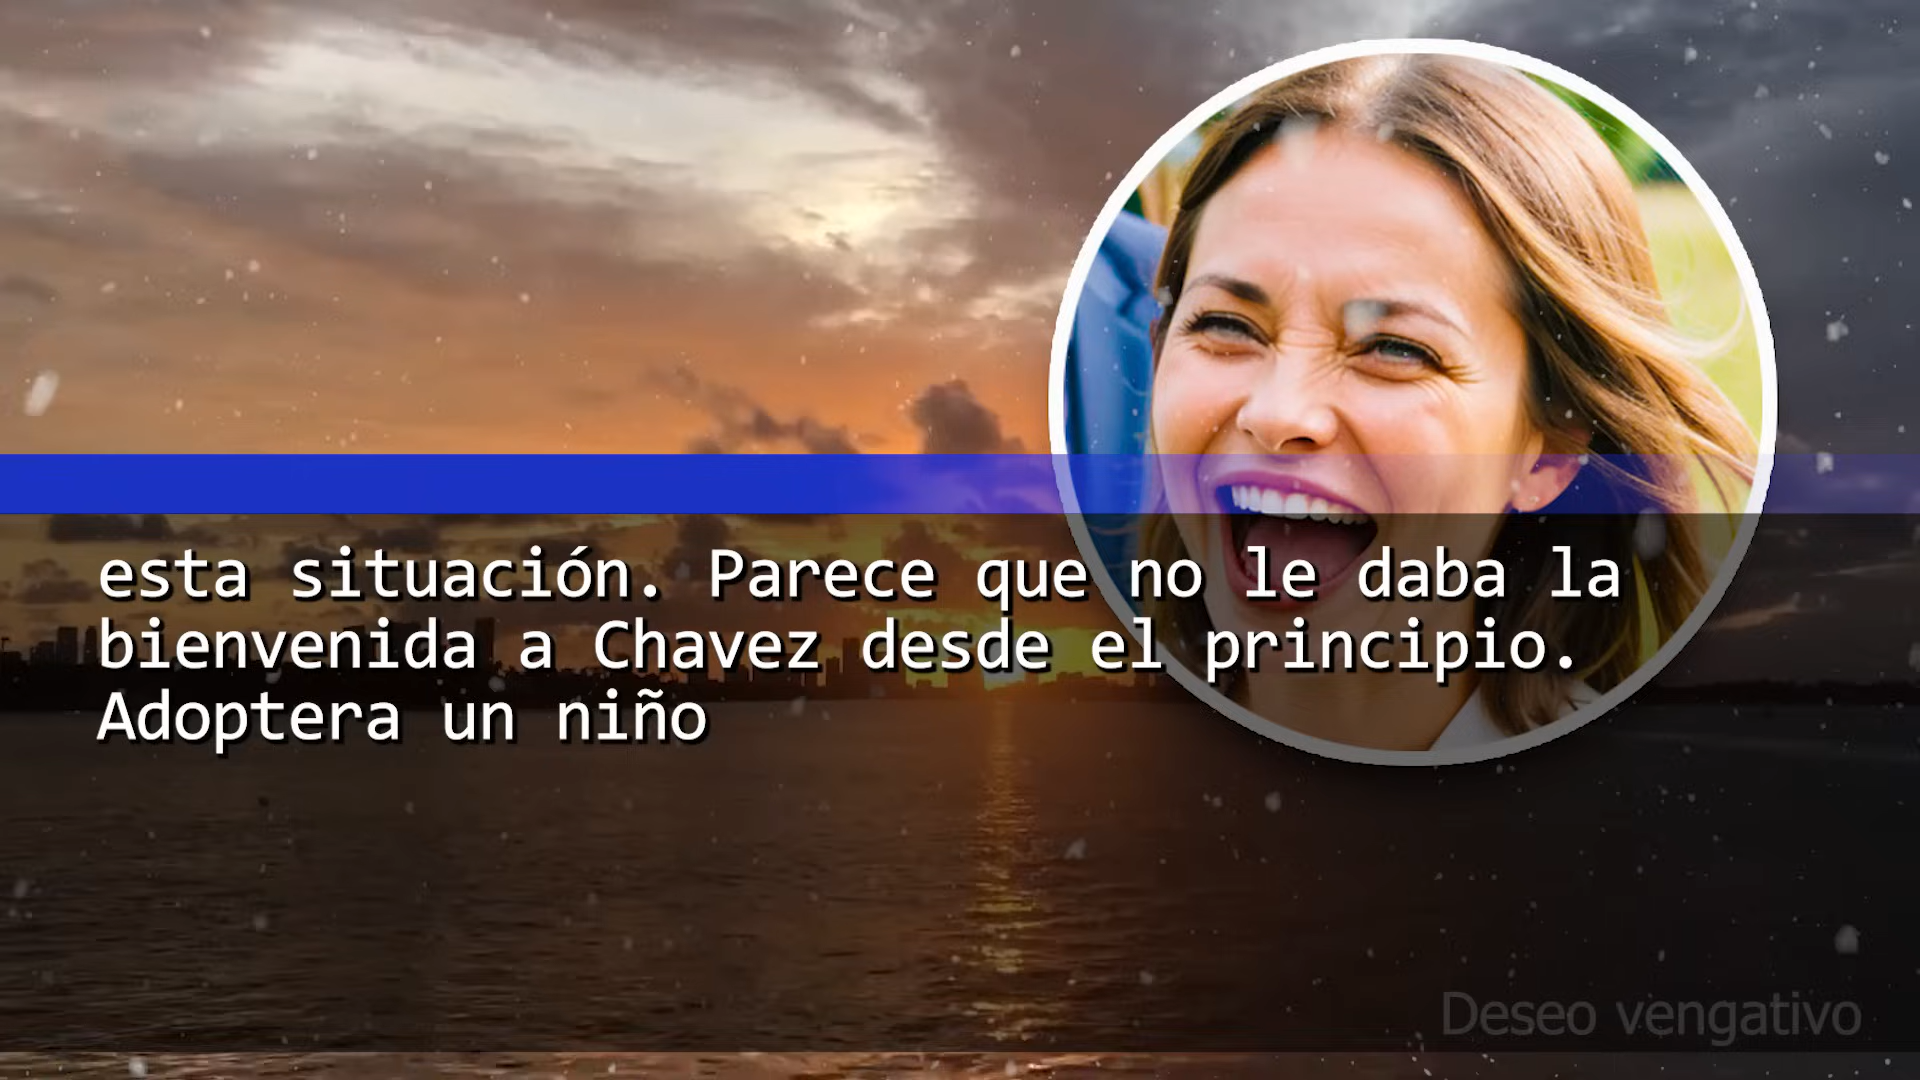 esta situación. Parece que no le daba la
bienvenida a Chavez desde el principio.
Adoptera un niño
Deseo vengativo